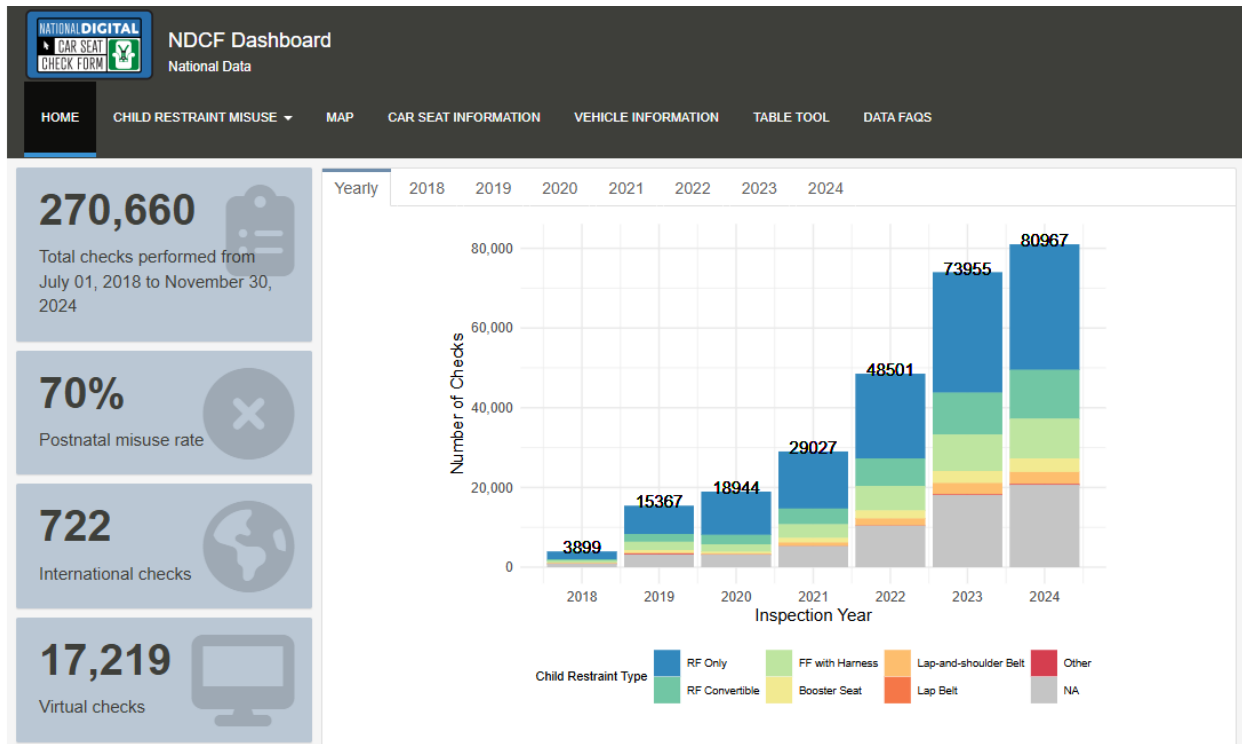 NATIONAL DIGITAL
CAR SEAT
CHECK FORM
NDCF Dashboard
National Data
HOME
CHILD RESTRAINT MISUSE
MAP
CAR SEAT INFORMATION
VEHICLE INFORMATION
TABLE TOOL
DATA FAQS
270,660
Total checks performed from
July 01, 2018 to November 30,
2024
70%
Postnatal misuse rate
722
International checks
17,219
Virtual checks
Yearly 2018 2019 2020 2021 2022 2023 2024
80,000
60,000
40,000
20,000
0
Number of Checks
3899
15367
18944
29027
48501
73955
80967
2018 2019 2020 2021 2022 2023 2024
Inspection Year
Child Restraint Type
RF Only
FF with Harness
Lap-and-shoulder Belt
Other
RF Convertible
Booster Seat
Lap Belt
NA